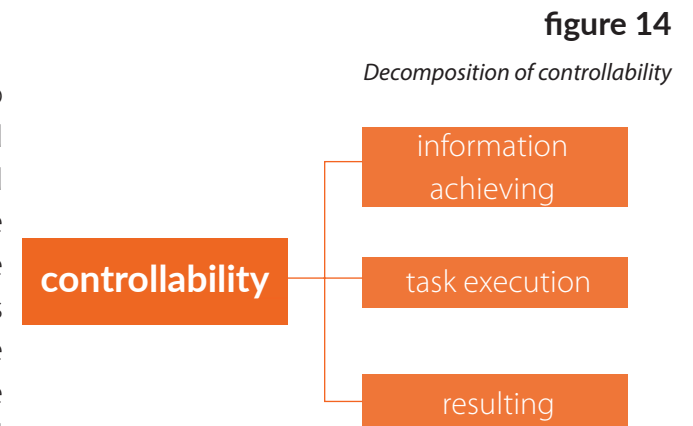 figure 14
Decomposition of controllability
information
achieving
controllability
task execution
resulting